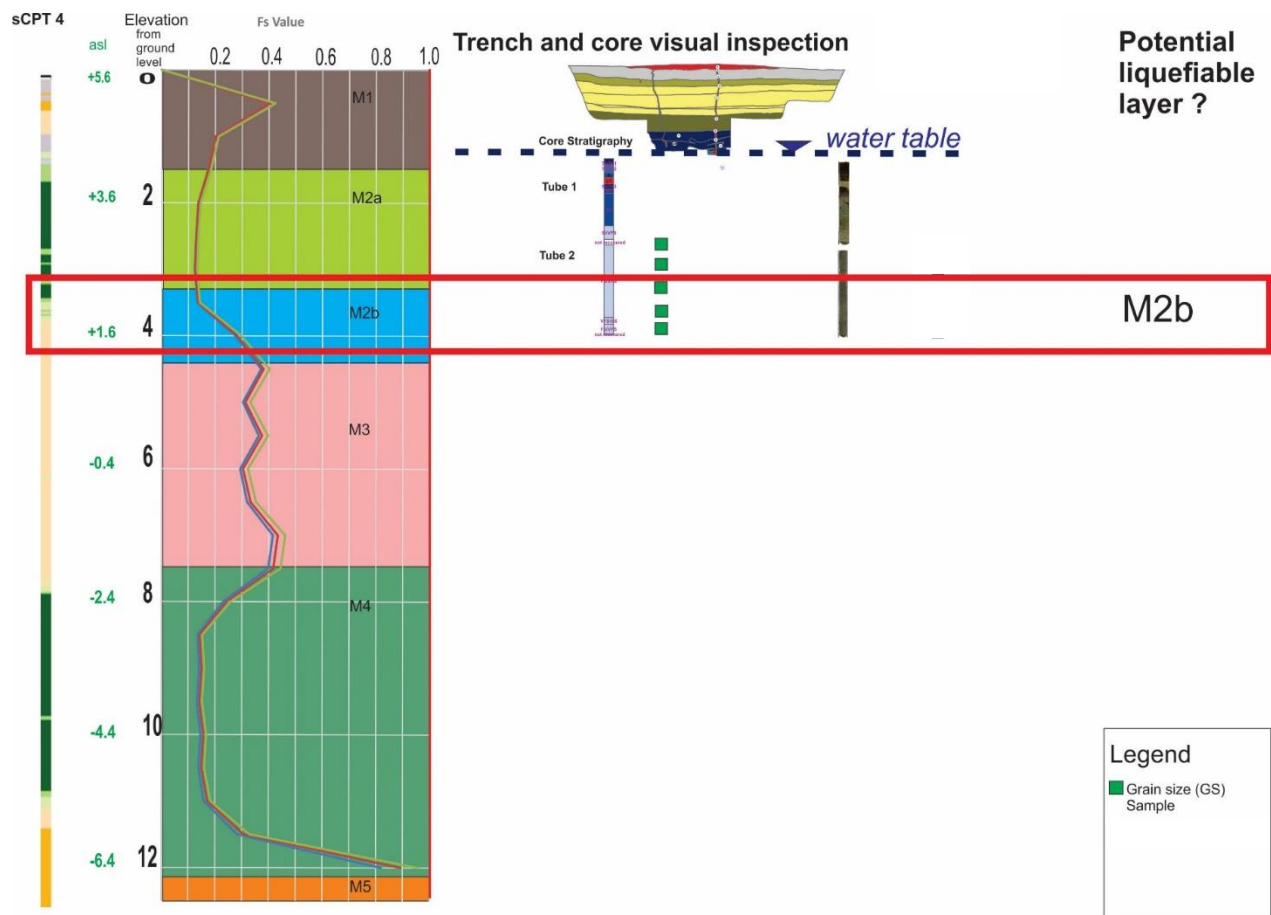 sCPT 4
Elevation
from
ground
level
asl
Fs Value
0.2 0.4 0.6 0.8 1.0
Trench and core visual inspection
Potential
liquefiable
layer ?
+5.6
0
M1
Core Stratigraphy
water table
M2a
Tube 1
+3.6
2
Tube 2
M2b
M2b
+1.6
4
M3
-0.4
6
-2.4
8
M4
-4.4
10
-6.4
12
M5
Legend
Grain size (GS)
Sample